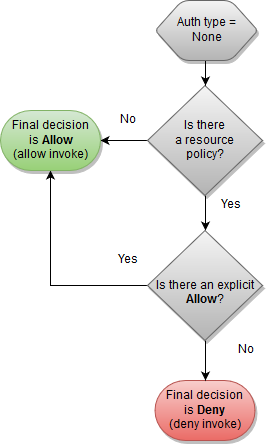 Auth type =
None
Is there
a resource
policy?
No
Final decision
is Allow
(allow invoke)
Yes
Is there an explicit
Allow?
Yes
No
Final decision
is Deny
(deny invoke)